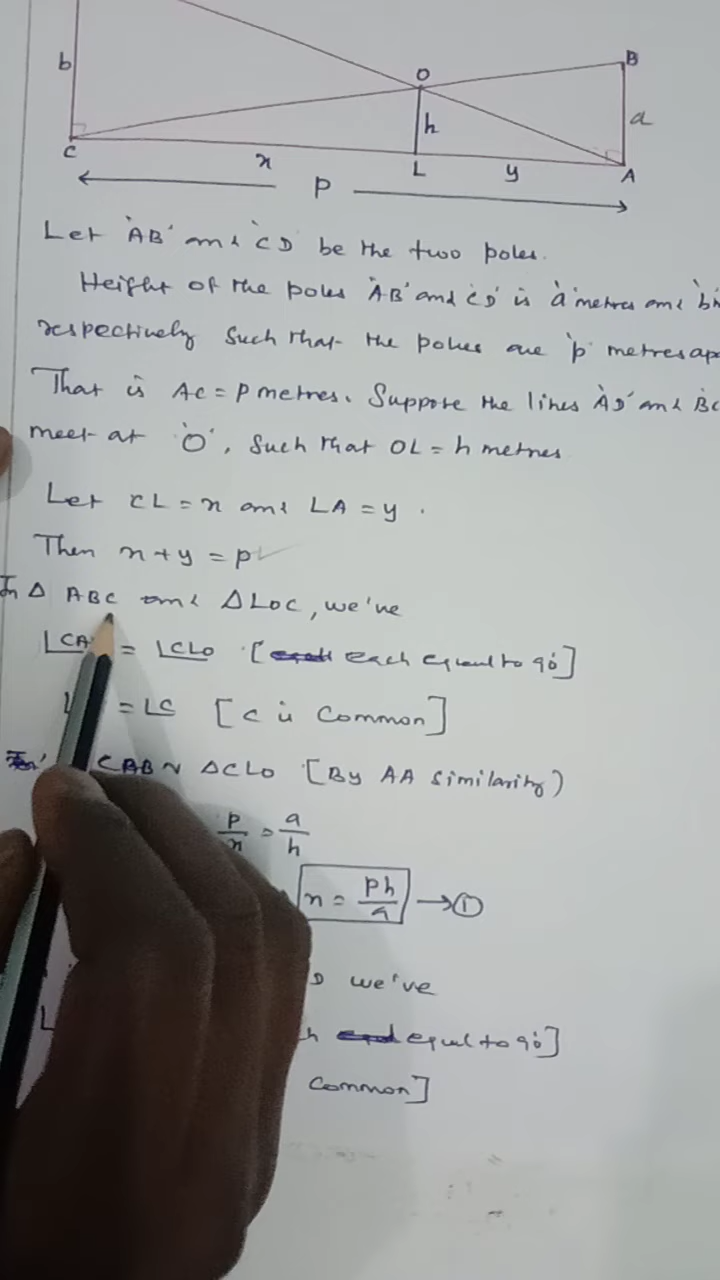 b
O
B
h
a
C
x
L
y
A
p
Let 'AB' and 'CD' be the two poles.
Height of the poles 'AB' and 'CD' is 'a' metres and 'b'
respectively such that the poles are 'p' metres ap
That is AC = p metres. Suppose the lines 'AD' and 'BC
meet at 'O', such that OL = h metres
Let CL = x and LA = y.
Then x + y = p
In Δ ABC and Δ LOC, we've
∠CA = ∠CLO [each equal to 90°]
= ∠C [C is common]
CAB ~ Δ CLO [By AA similarity)
p/x = a/h
x = ph/a → ①
D we've
∠ h equal to 90°]
common]